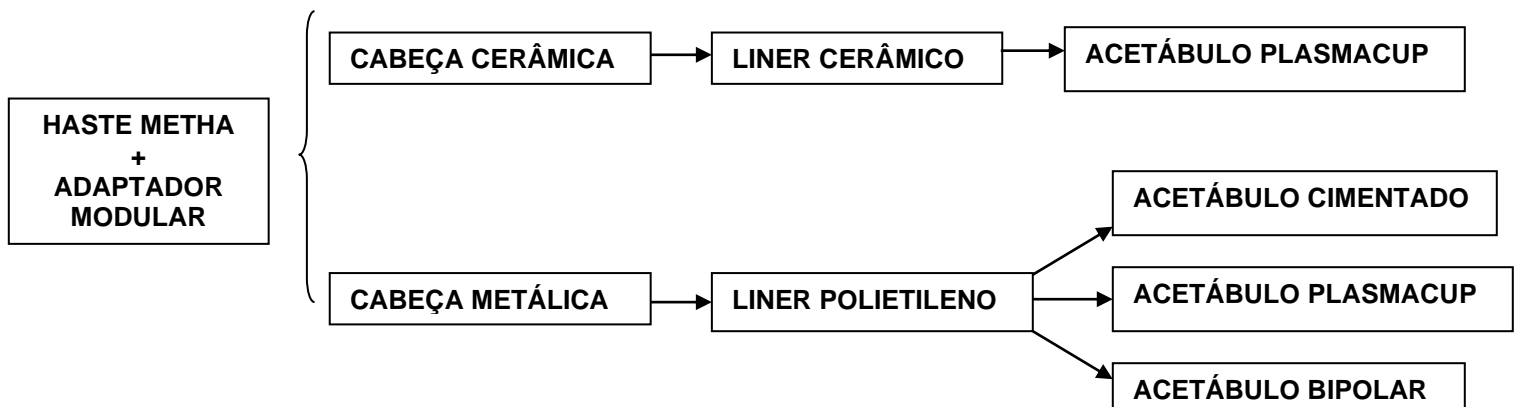 HASTE METHA
+
ADAPTADOR
MODULAR
CABEÇA CERÂMICA
LINER CERÂMICO
ACETÁBULO PLASMACUP
CABEÇA METÁLICA
LINER POLIETILENO
ACETÁBULO CIMENTADO
ACETÁBULO PLASMACUP
ACETÁBULO BIPOLAR